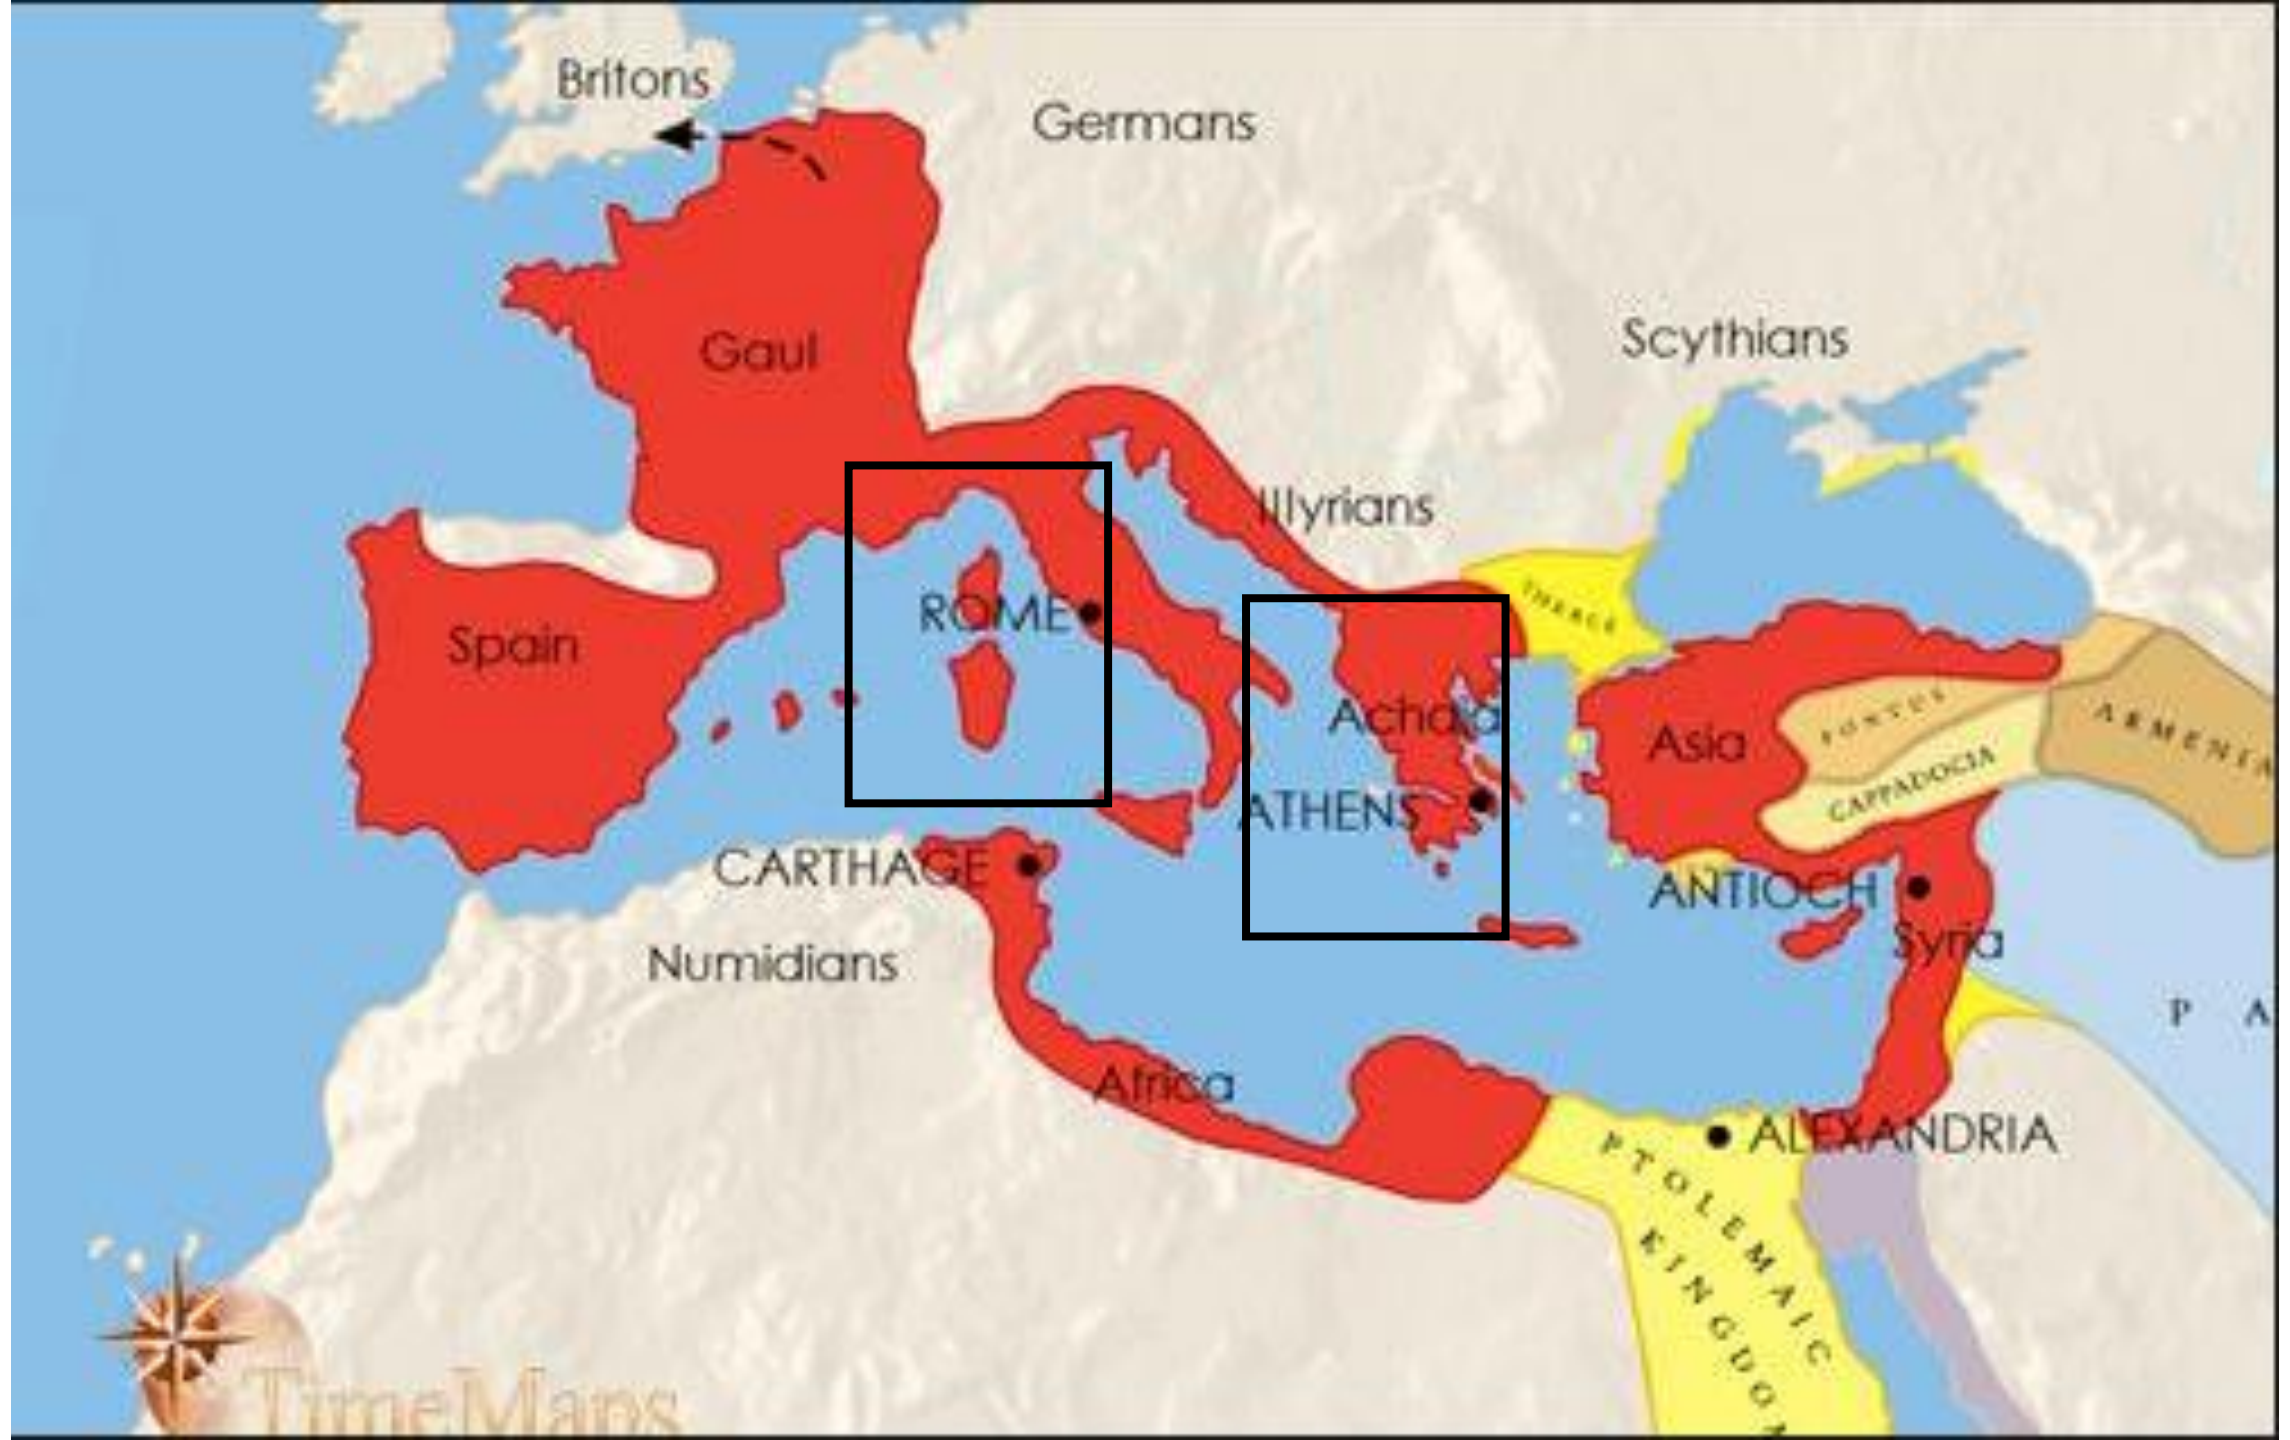 Britons
Germans
Scythians
Gaul
Illyrians
THRACE
ROME
Spain
Achaia
Asia
PONTUS
ARMENIA
CAPPADOCIA
ATHENS
CARTHAGE
ANTIOCH
Syria
Numidians
P A
Africa
ALEXANDRIA
PTOLEMAIC
KINGDOM
TimeMaps